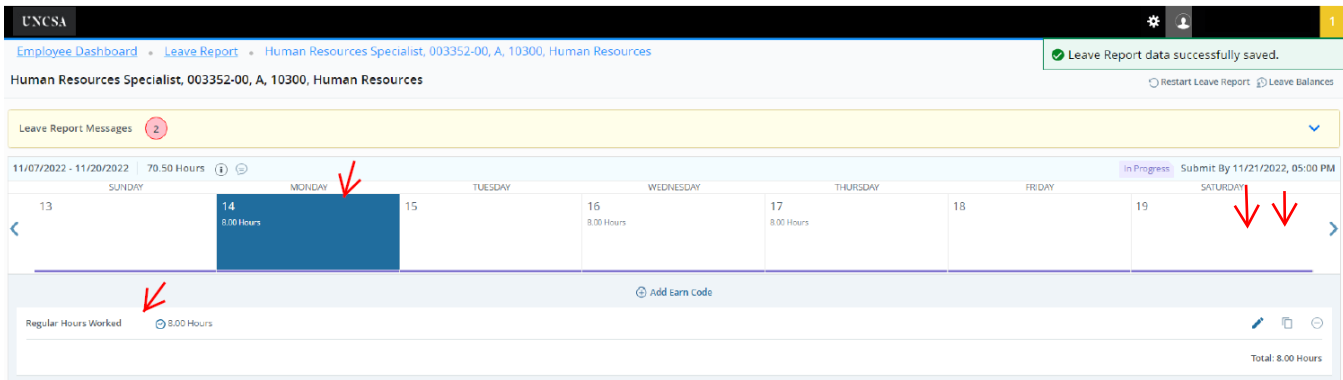 UNCSA
1
Employee Dashboard • Leave Report • Human Resources Specialist, 003352-00, A, 10300, Human Resources
Leave Report data successfully saved.
Human Resources Specialist, 003352-00, A, 10300, Human Resources
Restart Leave Report Leave Balances
Leave Report Messages 2
11/07/2022 - 11/20/2022 70.50 Hours In Progress Submit By 11/21/2022, 05:00 PM
SUNDAY MONDAY TUESDAY WEDNESDAY THURSDAY FRIDAY SATURDAY
13 14 15 16 17 18 19
8.00 Hours 8.00 Hours 8.00 Hours
Add Earn Code
Regular Hours Worked 8.00 Hours
Total: 8.00 Hours